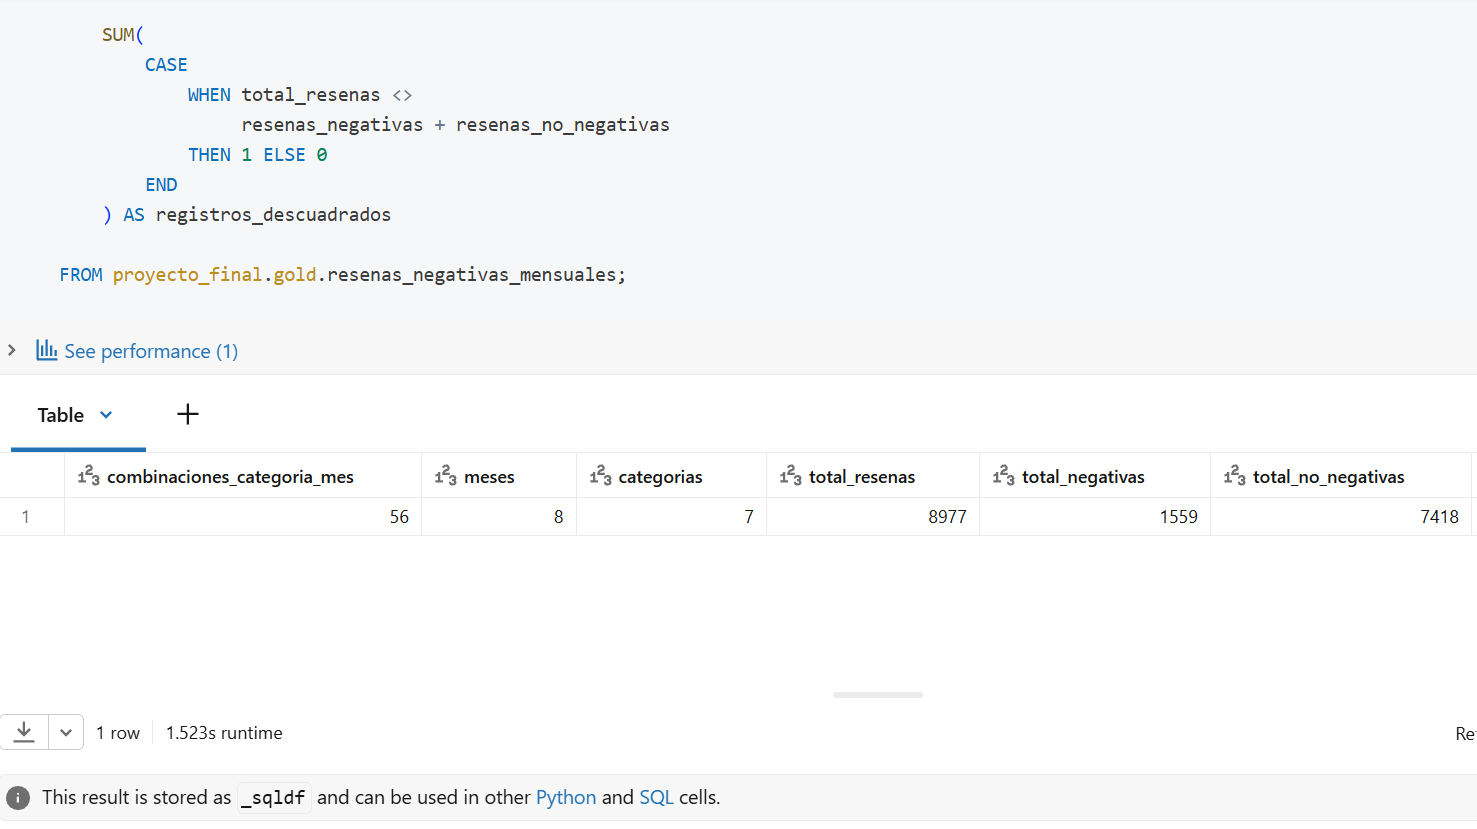 SUM(
CASE
WHEN total_resenas <>
resenas_negativas + resenas_no_negativas
THEN 1 ELSE 0
END
) AS registros_descuadrados
FROM proyecto_final.gold.resenas_negativas_mensuales;
See performance (1)
Table
combinaciones_categoria_mes meses categorias total_resenas total_negativas total_no_negativas
1 56 8 7 8977 1559 7418
1 row 1.523s runtime
This result is stored as _sqldf and can be used in other Python and SQL cells.